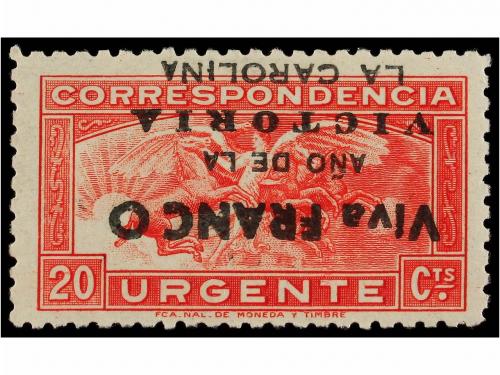 CORRESPONDENCIA
20 CTS.
URGENTE
FCA. NAL. DE MONEDA Y TIMBRE
Viva FRANCO
AÑO DE LA
VICTORIA
LA CAROLINA